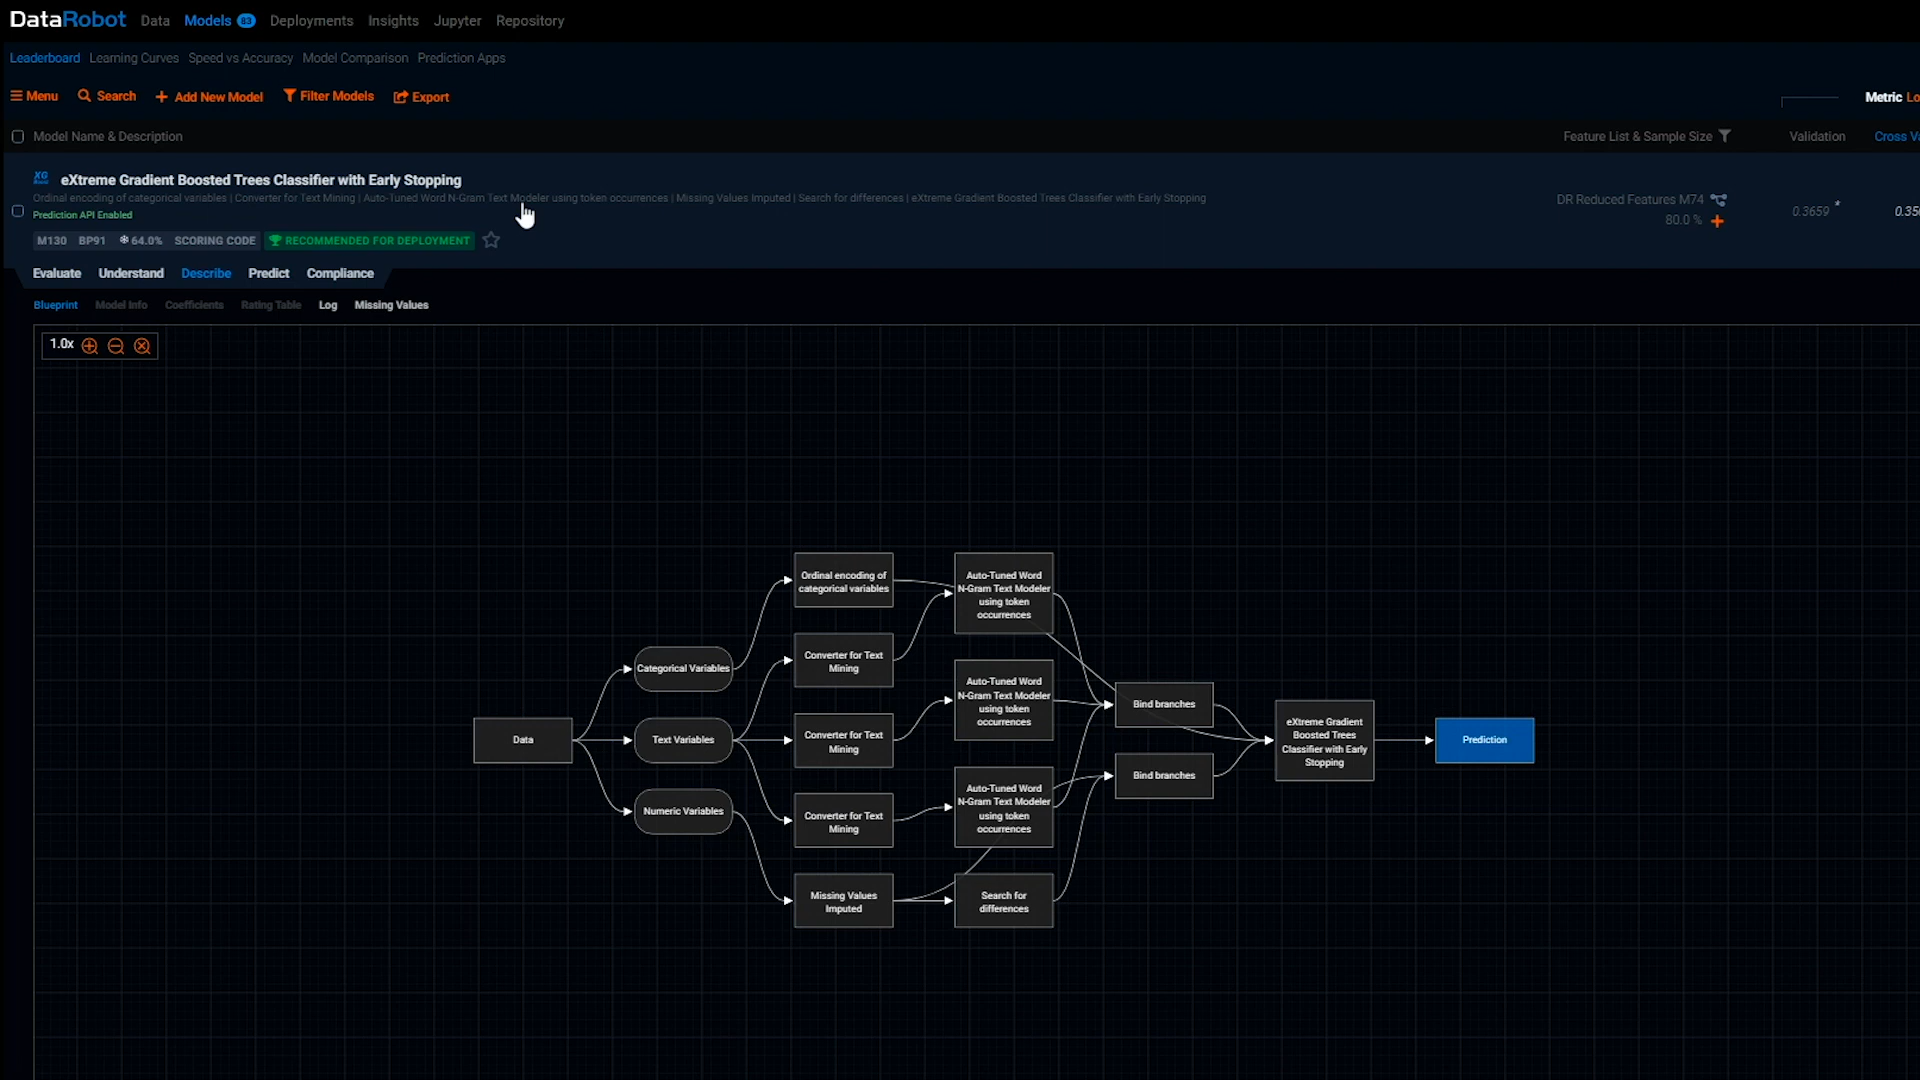 DataRobot Data Models 83 Deployments Insights Jupyter Repository
Leaderboard Learning Curves Speed vs Accuracy Model Comparison Prediction Apps
Menu Search Add New Model Filter Models Export Metric Lo
Model Name & Description Feature List & Sample Size Validation Cross Va
XG eXtreme Gradient Boosted Trees Classifier with Early Stopping
Ordinal encoding of categorical variables | Converter for Text Mining | Auto-Tuned Word N-Gram Text Modeler using token occurrences | Missing Values Imputed | Search for differences | eXtreme Gradient Boosted Trees Classifier with Early Stopping
DR Reduced Features M74
Prediction API Enabled
80.0 % +
0.3659 *
0.350
M130 BP91 64.0% SCORING CODE RECOMMENDED FOR DEPLOYMENT
Evaluate Understand Describe Predict Compliance
Blueprint Model Info Coefficients Rating Table Log Missing Values
1.0x
Data
Categorical Variables
Text Variables
Numeric Variables
Ordinal encoding of
categorical variables
Converter for Text
Mining
Converter for Text
Mining
Converter for Text
Mining
Missing Values
Imputed
Auto-Tuned Word
N-Gram Text Modeler
using token
occurrences
Auto-Tuned Word
N-Gram Text Modeler
using token
occurrences
Auto-Tuned Word
N-Gram Text Modeler
using token
occurrences
Search for
differences
Bind branches
Bind branches
eXtreme Gradient
Boosted Trees
Classifier with Early
Stopping
Prediction